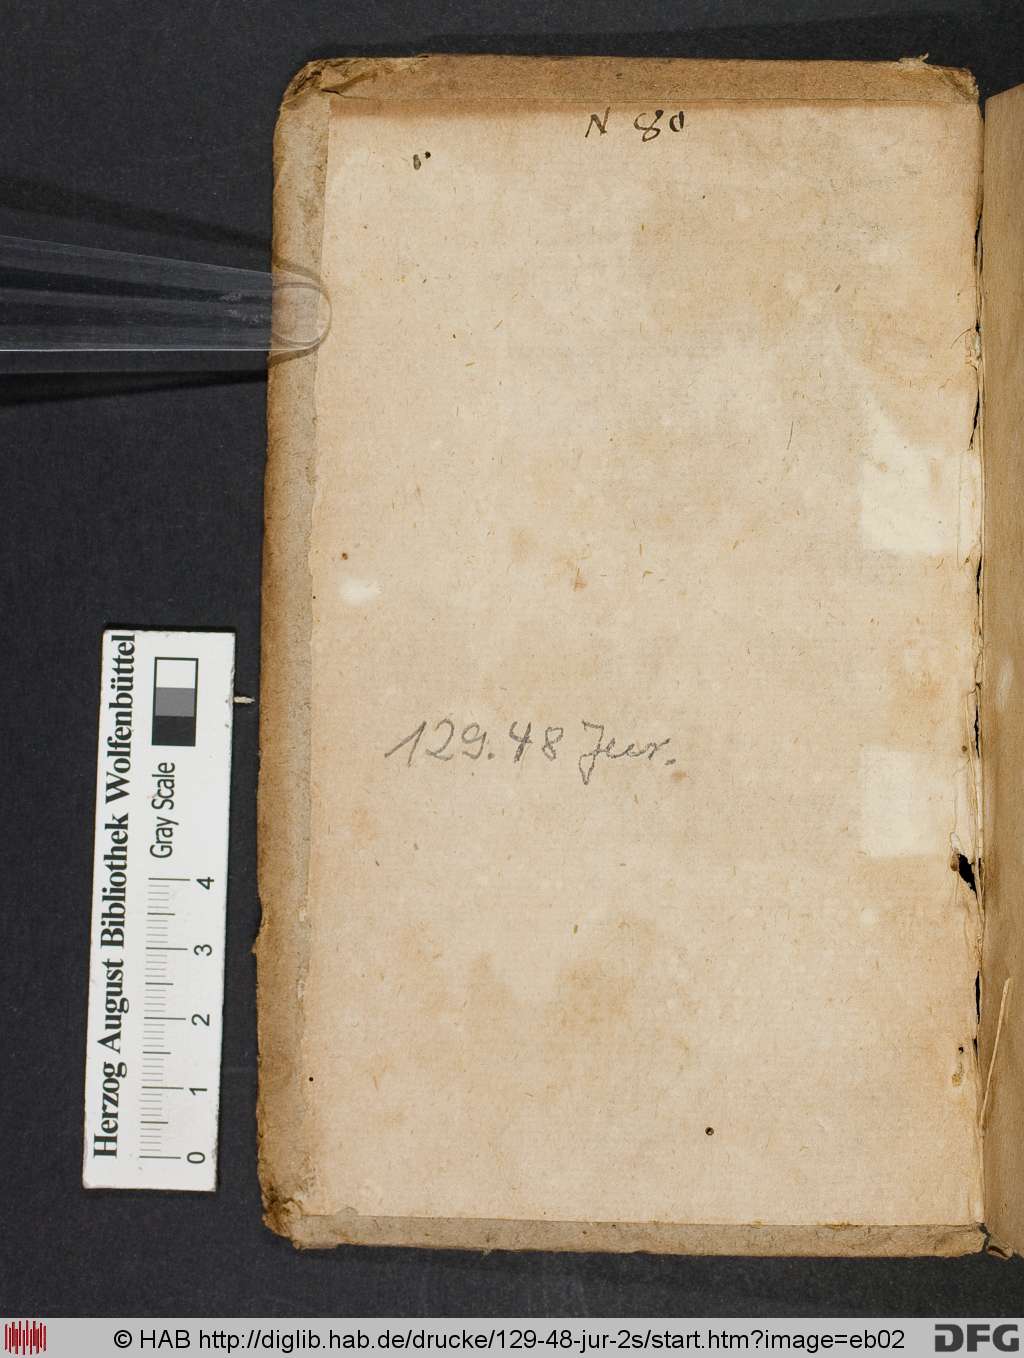 N 80
129.48 Jur.
Herzog August Bibliothek Wolfenbüttel
Gray Scale
0 1 2 3 4
© HAB http://diglib.hab.de/drucke/129-48-jur-2s/start.htm?image=eb02
DFG